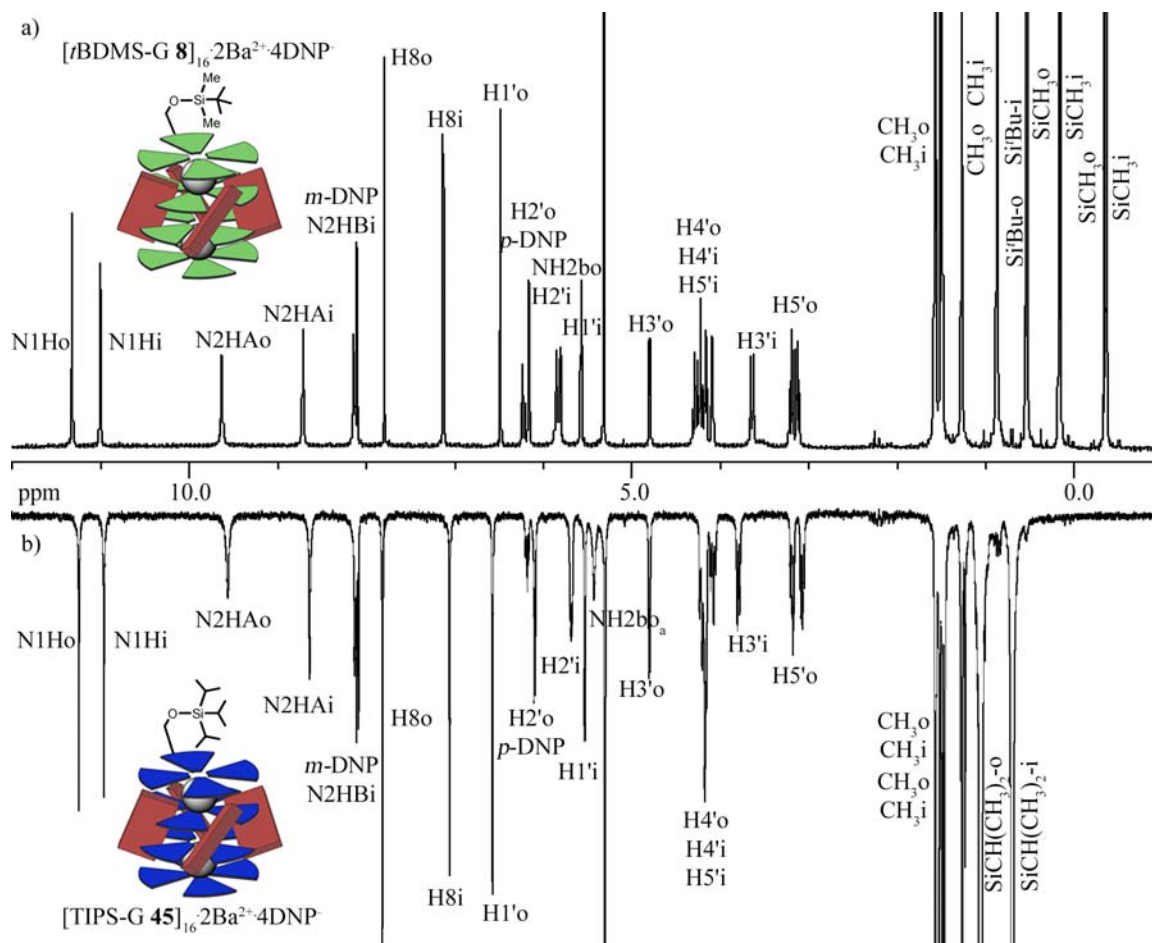 a)
[tBDMS-G 8]₁₆·2Ba²⁺·4DNP⁻
O
Si
Me
Me
N1Ho
N1Hi
N2HAo
N2HAi
m-DNP
N2HBi
H8o
H8i
H1'o
H2'o
p-DNP
NH2bo
H2'i
H1'i
H3'o
H4'o
H4'i
H5'i
H3'i
H5'o
CH₃o
CH₃i
CH₃o CH₃i
SiᵗBu-o SiᵗBu-i
SiCH₃o
SiCH₃i
SiCH₃o
SiCH₃i
ppm 10.0 5.0 0.0
b)
N1Ho
N1Hi
N2HAo
N2HAi
m-DNP
N2HBi
H8o
H8i
H1'o
H2'o
p-DNP
H2'i
H1'i
NH2boₐ
H3'o
H4'o
H4'i
H5'i
H3'i
H5'o
CH₃o
CH₃i
CH₃o
CH₃i
SiCH(CH₃)₂-o
SiCH(CH₃)₂-i
O
Si
[TIPS-G 45]₁₆·2Ba²⁺·4DNP⁻